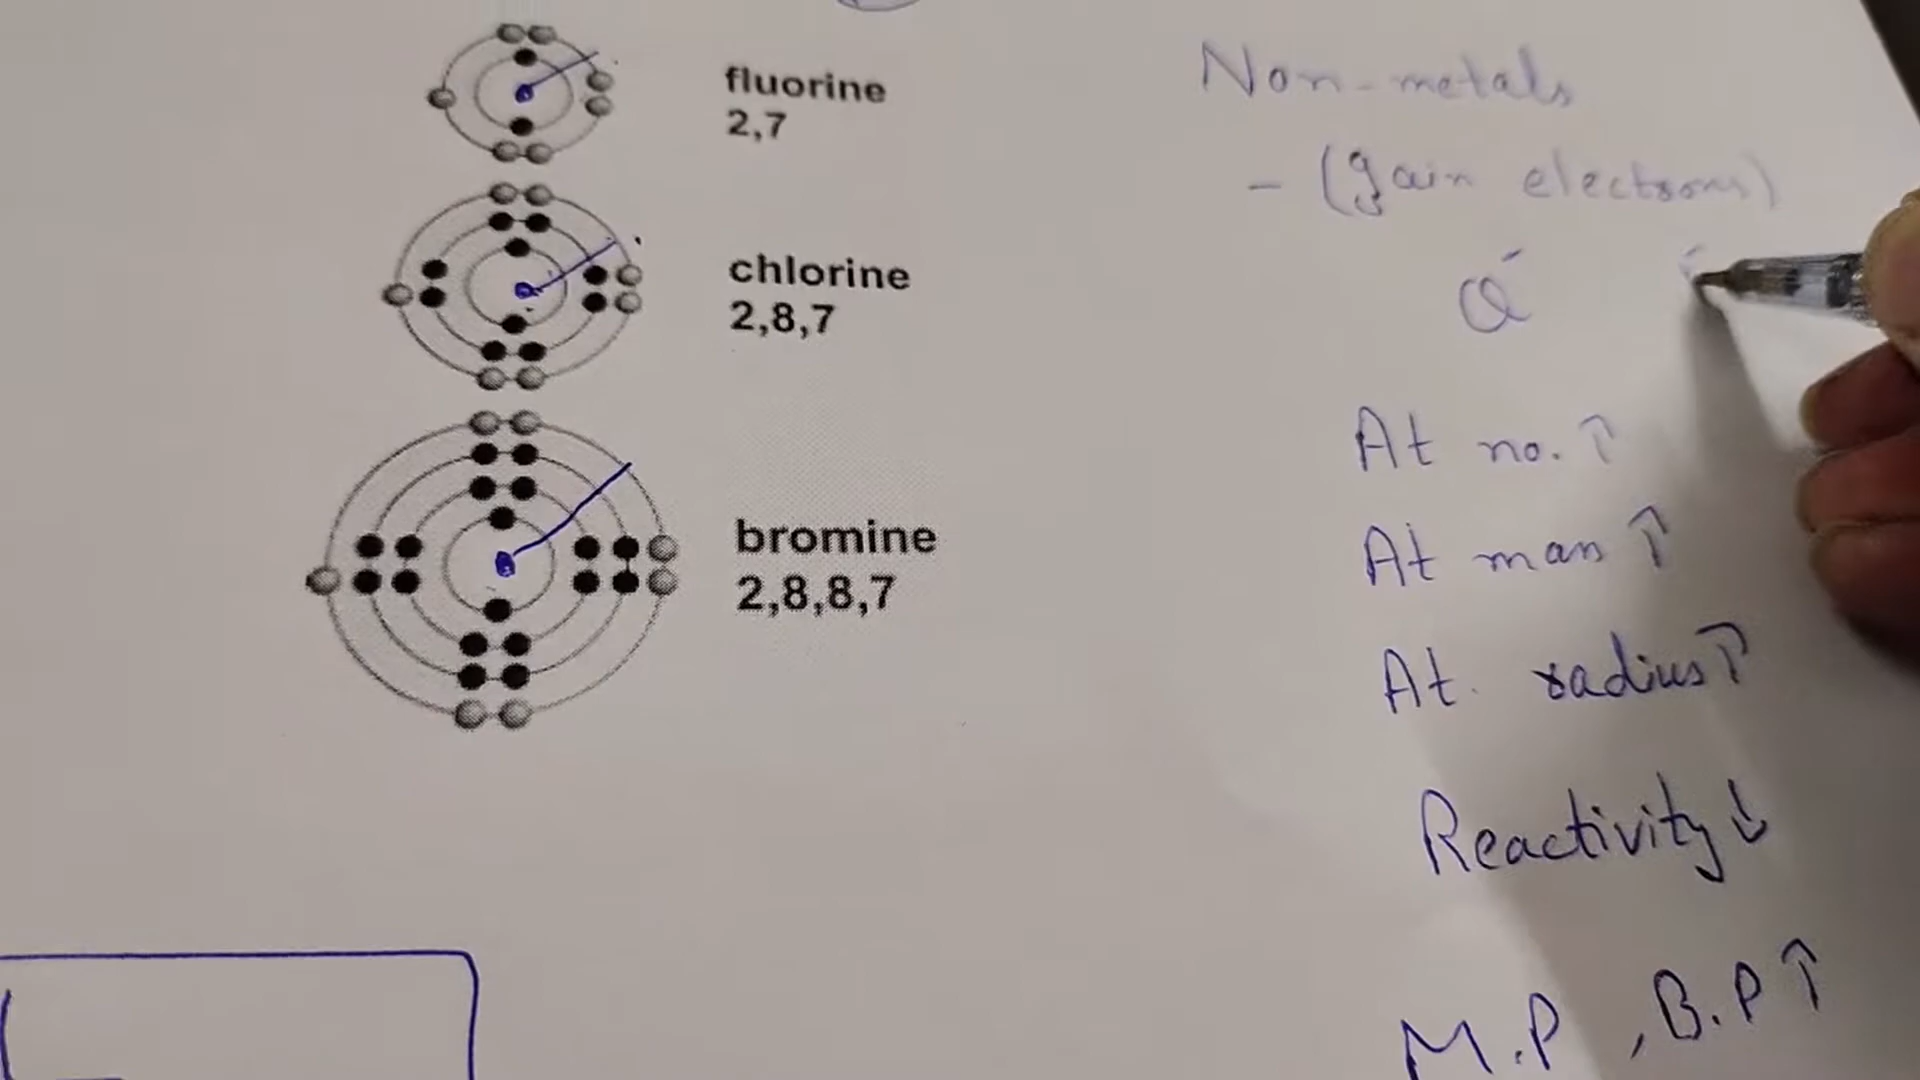 fluorine
2,7
chlorine
2,8,7
bromine
2,8,8,7
Non-metals
- (gain electrons)
At no. ↑
At mass ↑
At. radius ↑
Reactivity ↓
M.P , B.P ↑